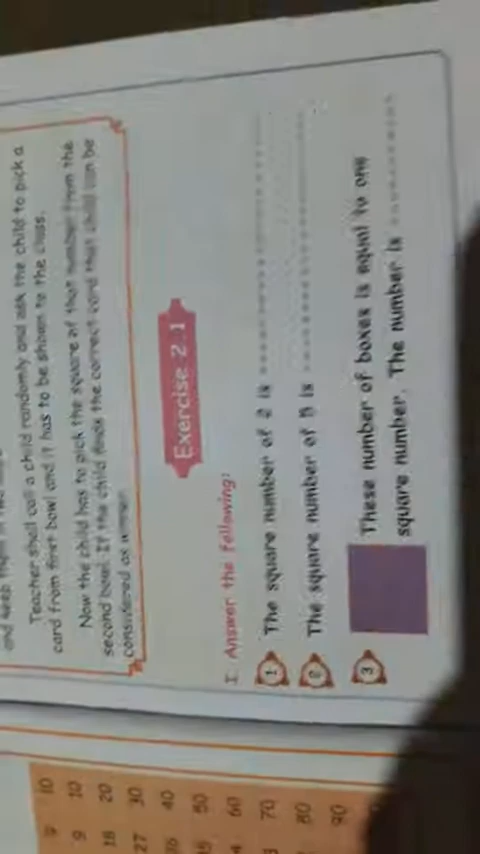 Teacher shall call a child randomly and ask the child to pick a
card from first bowl and it has to be shown to the class.
Now the child has to pick the square of that number from the
second bowl. If the child finds the correct card that child can be
considered as winner.
Exercise 2.1
I. Answer the following:
1 The square number of 2 is
2 The square number of 5 is
3 These number of boxes is equal to one
square number. The number is
9 10
9 10
18 20
27 30
36 40
50
60
70
80
90